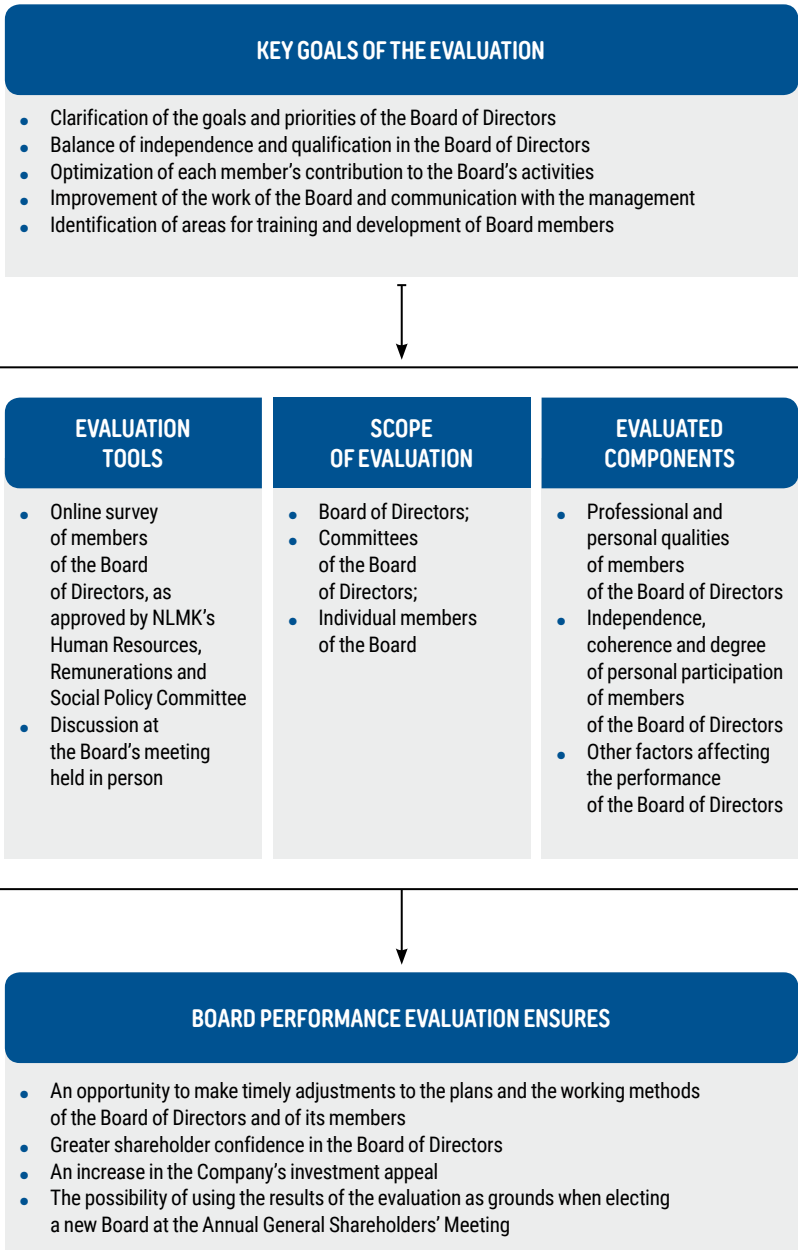 KEY GOALS OF THE EVALUATION
• Clarification of the goals and priorities of the Board of Directors
• Balance of independence and qualification in the Board of Directors
• Optimization of each member's contribution to the Board's activities
• Improvement of the work of the Board and communication with the management
• Identification of areas for training and development of Board members
EVALUATION
TOOLS
• Online survey
of members
of the Board
of Directors, as
approved by NLMK's
Human Resources,
Remunerations and
Social Policy Committee
• Discussion at
the Board's meeting
held in person
SCOPE
OF EVALUATION
• Board of Directors;
• Committees
of the Board
of Directors;
• Individual members
of the Board
EVALUATED
COMPONENTS
• Professional and
personal qualities
of members
of the Board of Directors
• Independence,
coherence and degree
of personal participation
of members
of the Board of Directors
• Other factors affecting
the performance
of the Board of Directors
BOARD PERFORMANCE EVALUATION ENSURES
• An opportunity to make timely adjustments to the plans and the working methods
of the Board of Directors and of its members
• Greater shareholder confidence in the Board of Directors
• An increase in the Company's investment appeal
• The possibility of using the results of the evaluation as grounds when electing
a new Board at the Annual General Shareholders' Meeting